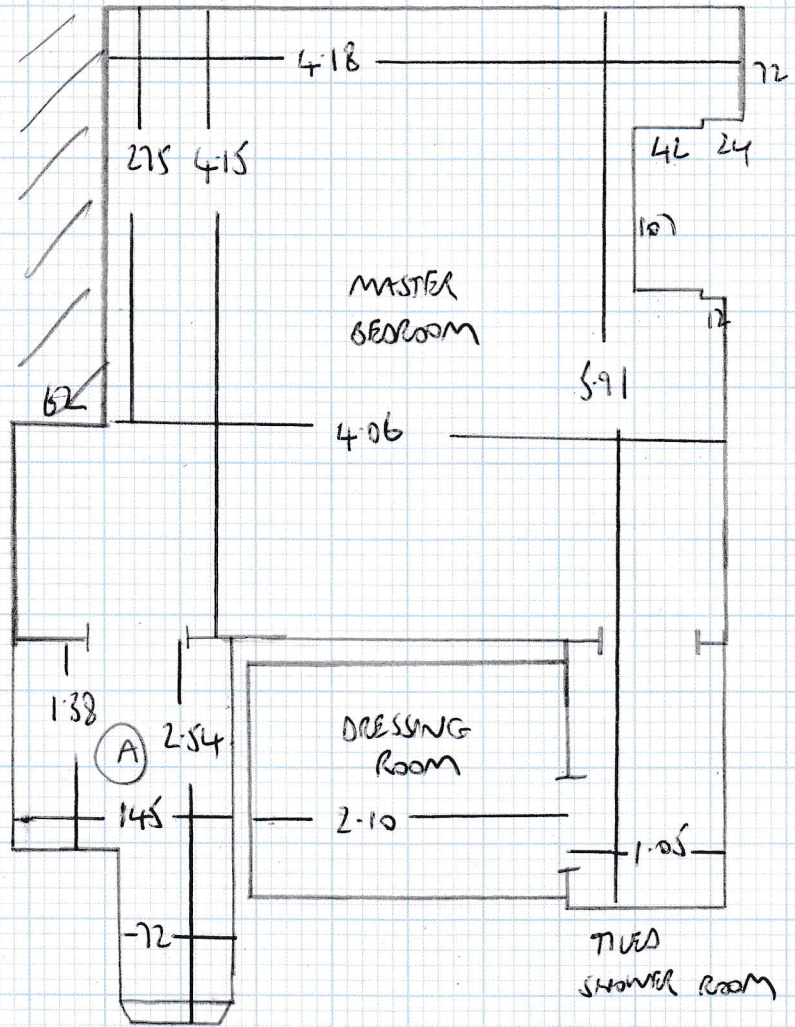 4.18
72
275 4.15
42 24
107
MASTER
BEDROOM
12
5.91
62
4.06
1.38
A
2.54
DRESSING
ROOM
145
2.10
1.05
72
TILED
SHOWER ROOM